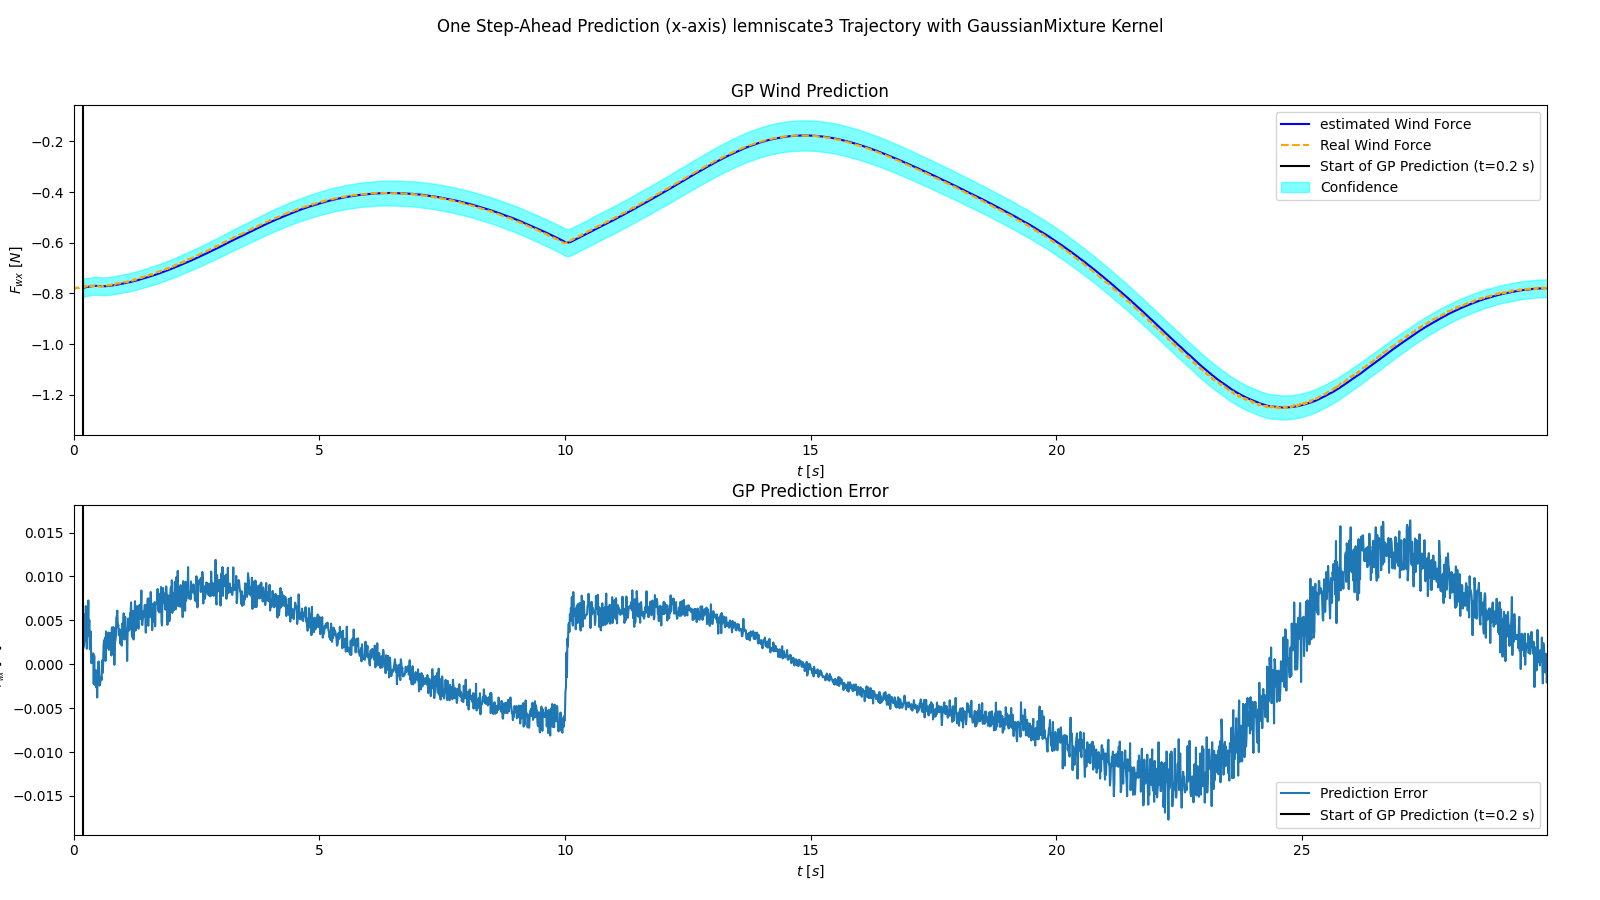 One Step-Ahead Prediction (x-axis) lemniscate3 Trajectory with GaussianMixture Kernel
GP Wind Prediction
estimated Wind Force
Real Wind Force
Start of GP Prediction (t=0.2 s)
Confidence
−0.2
−0.4
−0.6
−0.8
−1.0
−1.2
F_wx [N]
0 5 10 15 20 25
t [s]
GP Prediction Error
0.015
0.010
0.005
0.000
−0.005
−0.010
−0.015
Prediction Error
Start of GP Prediction (t=0.2 s)
0 5 10 15 20 25
t [s]